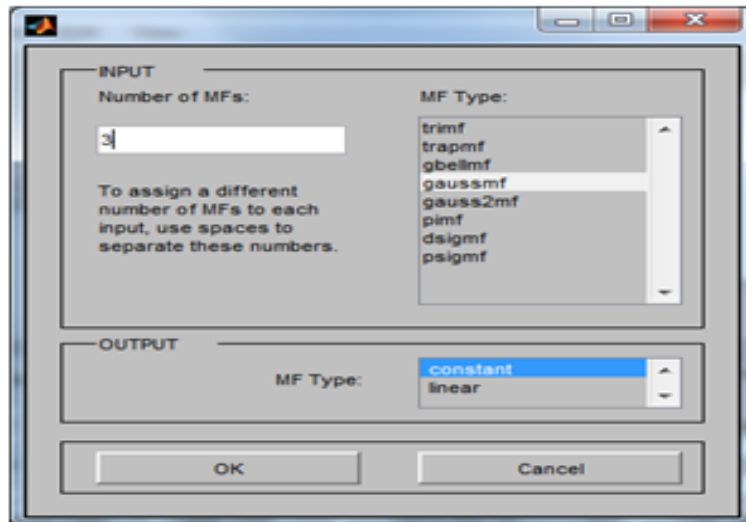 INPUT
Number of MFs:
3
To assign a different
number of MFs to each
input, use spaces to
separate these numbers.
MF Type:
trimf
trapmf
gbellmf
gaussmf
gauss2mf
pimf
dsigmf
psigmf
OUTPUT
MF Type:
constant
linear
OK
Cancel